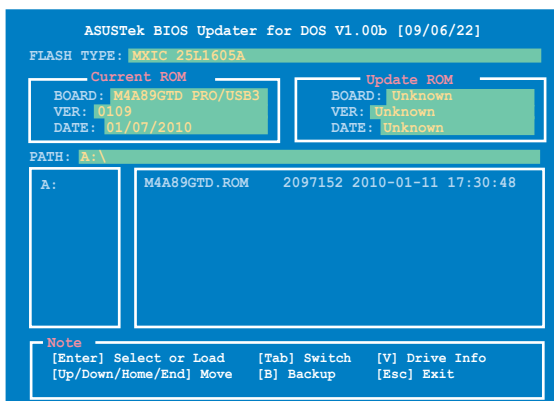 ASUSTek BIOS Updater for DOS V1.00b [09/06/22]
FLASH TYPE: MXIC 25L1605A
Current ROM
BOARD: M4A89GTD PRO/USB3
VER: 0109
DATE: 01/07/2010
Update ROM
BOARD: Unknown
VER: Unknown
DATE: Unknown
PATH: A:\
A:
M4A89GTD.ROM 2097152 2010-01-11 17:30:48
Note
[Enter] Select or Load [Tab] Switch [V] Drive Info
[Up/Down/Home/End] Move [B] Backup [Esc] Exit